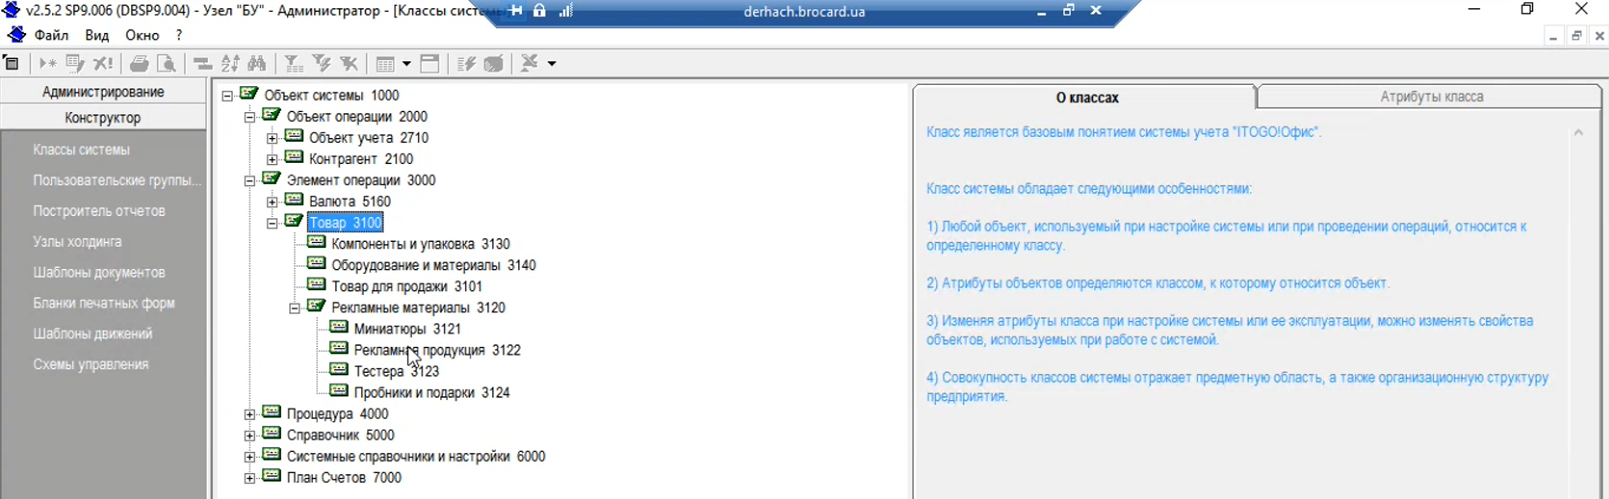 v2.5.2 SP9.006 (DBSP9.004) - Узел "БУ" - Администратор - [Классы системы
derhach.brocard.ua
Файл Вид Окно ?
Администрирование
Конструктор
Классы системы
Пользовательские группы...
Построитель отчетов
Узлы холдинга
Шаблоны документов
Бланки печатных форм
Шаблоны движений
Схемы управления
Объект системы 1000
Объект операции 2000
Объект учета 2710
Контрагент 2100
Элемент операции 3000
Валюта 5160
Товар 3100
Компоненты и упаковка 3130
Оборудование и материалы 3140
Товар для продажи 3101
Рекламные материалы 3120
Миниатюры 3121
Рекламная продукция 3122
Тестера 3123
Пробники и подарки 3124
Процедура 4000
Справочник 5000
Системные справочники и настройки 6000
План Счетов 7000
О классах
Атрибуты класса
Класс является базовым понятием системы учета "ITOGO!Офис".
Класс системы обладает следующими особенностями:
1) Любой объект, используемый при настройке системы или при проведении операций, относится к
определенному классу.
2) Атрибуты объектов определяются классом, к которому относится объект.
3) Изменяя атрибуты класса при настройке системы или ее эксплуатации, можно изменять свойства
объектов, используемых при работе с системой.
4) Совокупность классов системы отражает предметную область, а также организационную структуру
предприятия.